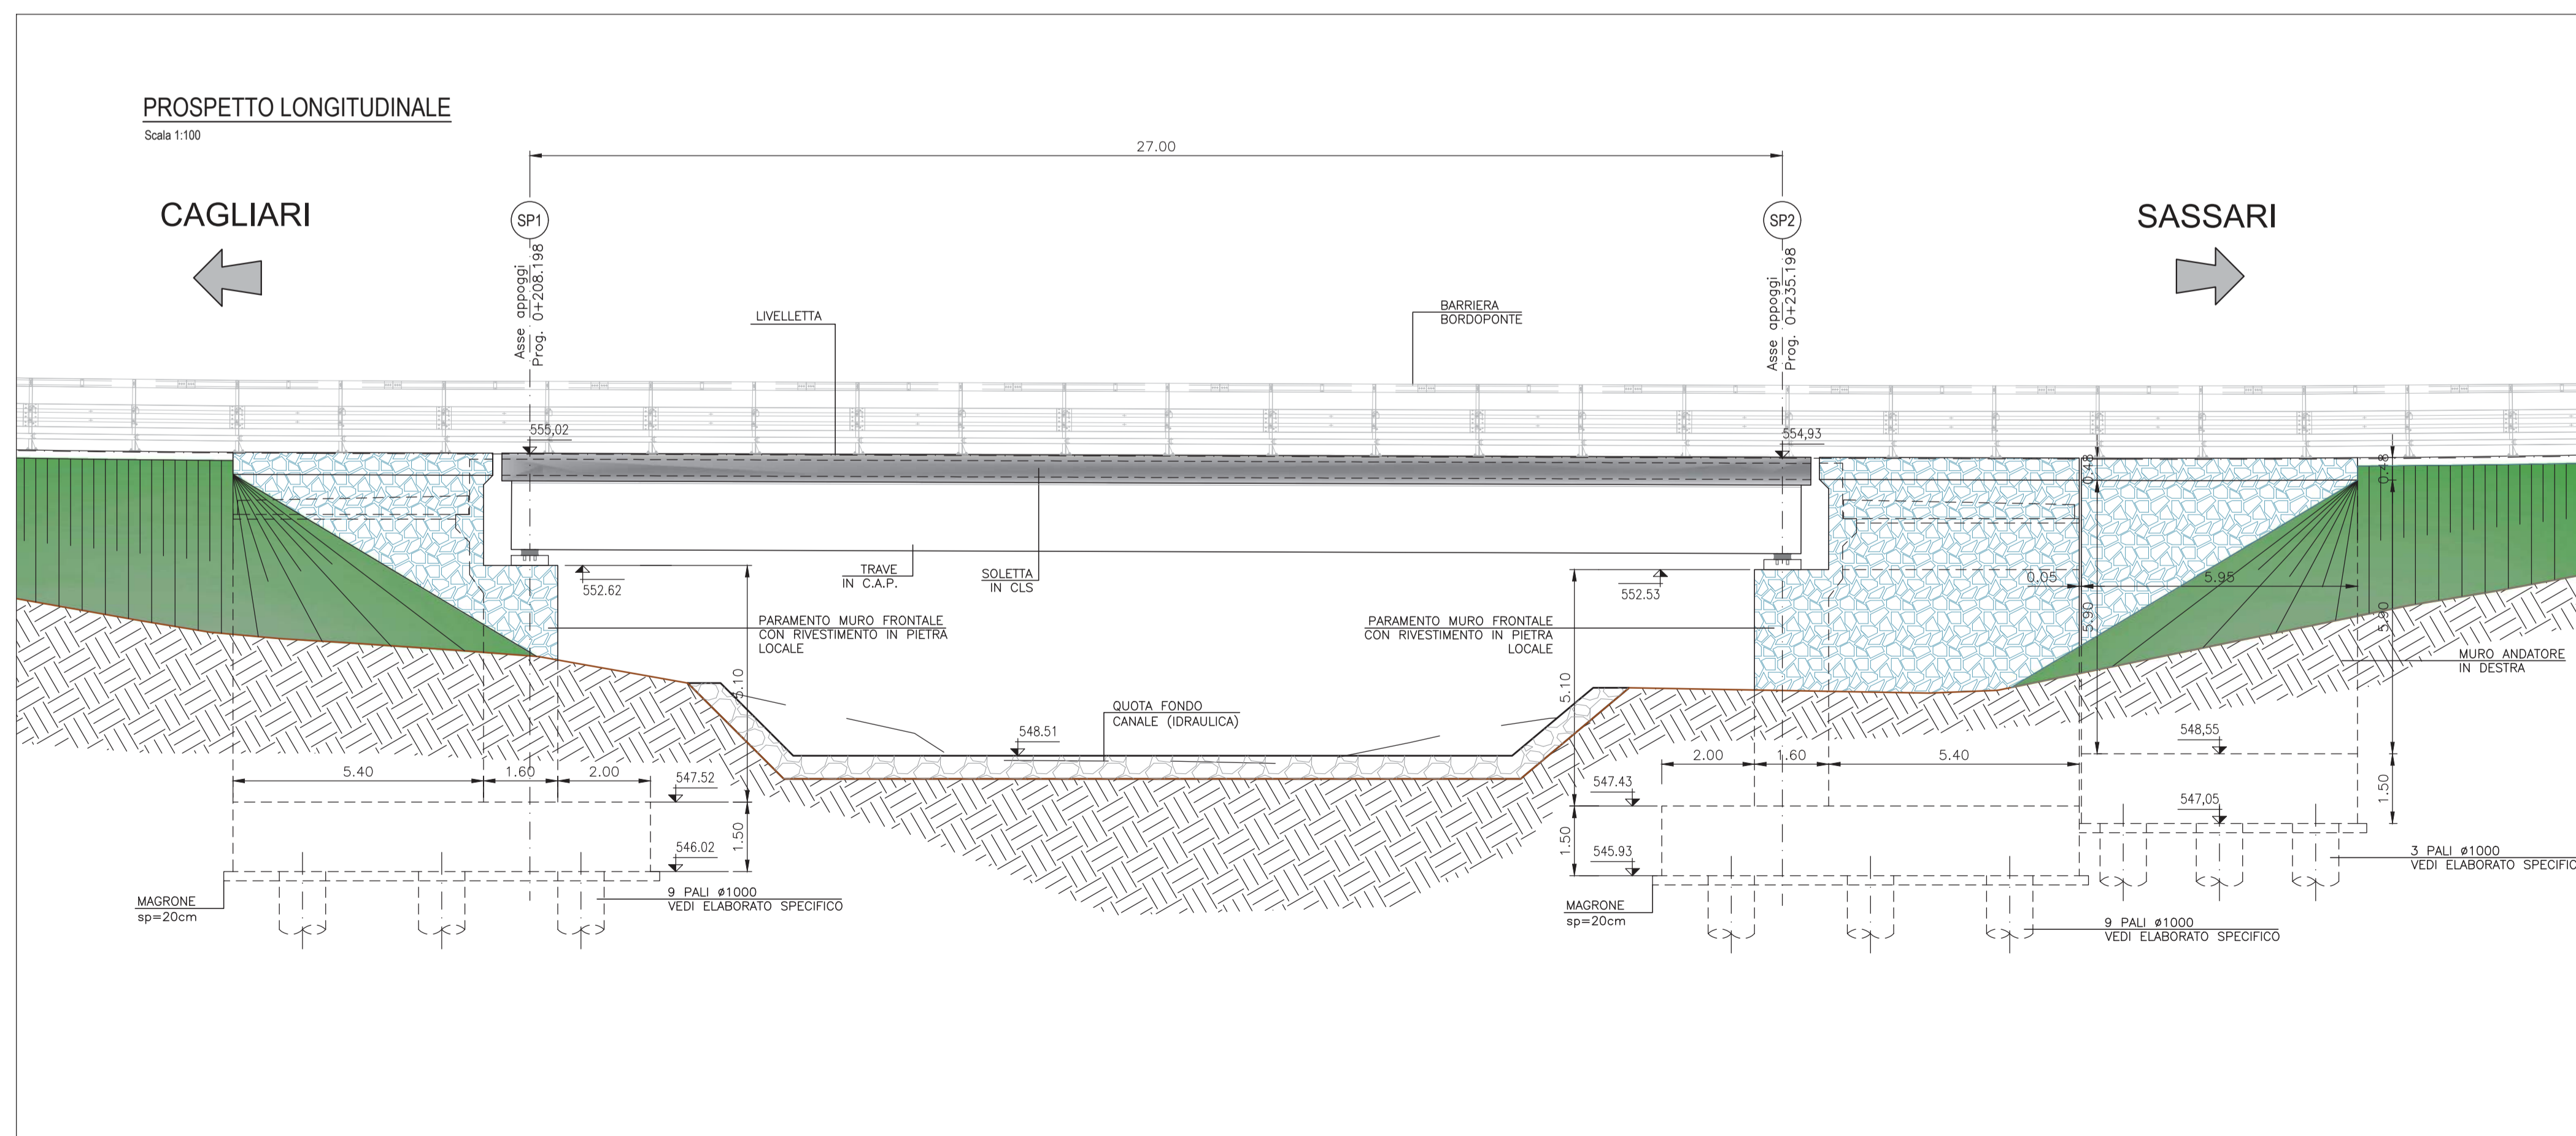 PROSPETTO LONGITUDINALE
Scala 1:100
27.00
CAGLIARI
SP1
SP2
SASSARI
Asse appoggi
Prog. 0+208.198
Asse appoggi
Prog. 0+235.198
LIVELLETTA
BARRIERA
BORDOPONTE
555,02
554,93
0.48
0.48
552.62
TRAVE
IN C.A.P.
SOLETTA
IN CLS
552.53
0.05
5.95
PARAMENTO MURO FRONTALE
CON RIVESTIMENTO IN PIETRA
LOCALE
PARAMENTO MURO FRONTALE
CON RIVESTIMENTO IN PIETRA
LOCALE
5.90
5.90
MURO ANDATORE
IN DESTRA
5.10
5.10
QUOTA FONDO
CANALE (IDRAULICA)
548.51
548,55
5.40
1.60
2.00
547.52
2.00
1.60
5.40
547.43
1.50
547,05
1.50
1.50
546.02
545.93
3 PALI ø1000
VEDI ELABORATO SPECIFICO
MAGRONE
sp=20cm
9 PALI ø1000
VEDI ELABORATO SPECIFICO
MAGRONE
sp=20cm
9 PALI ø1000
VEDI ELABORATO SPECIFICO